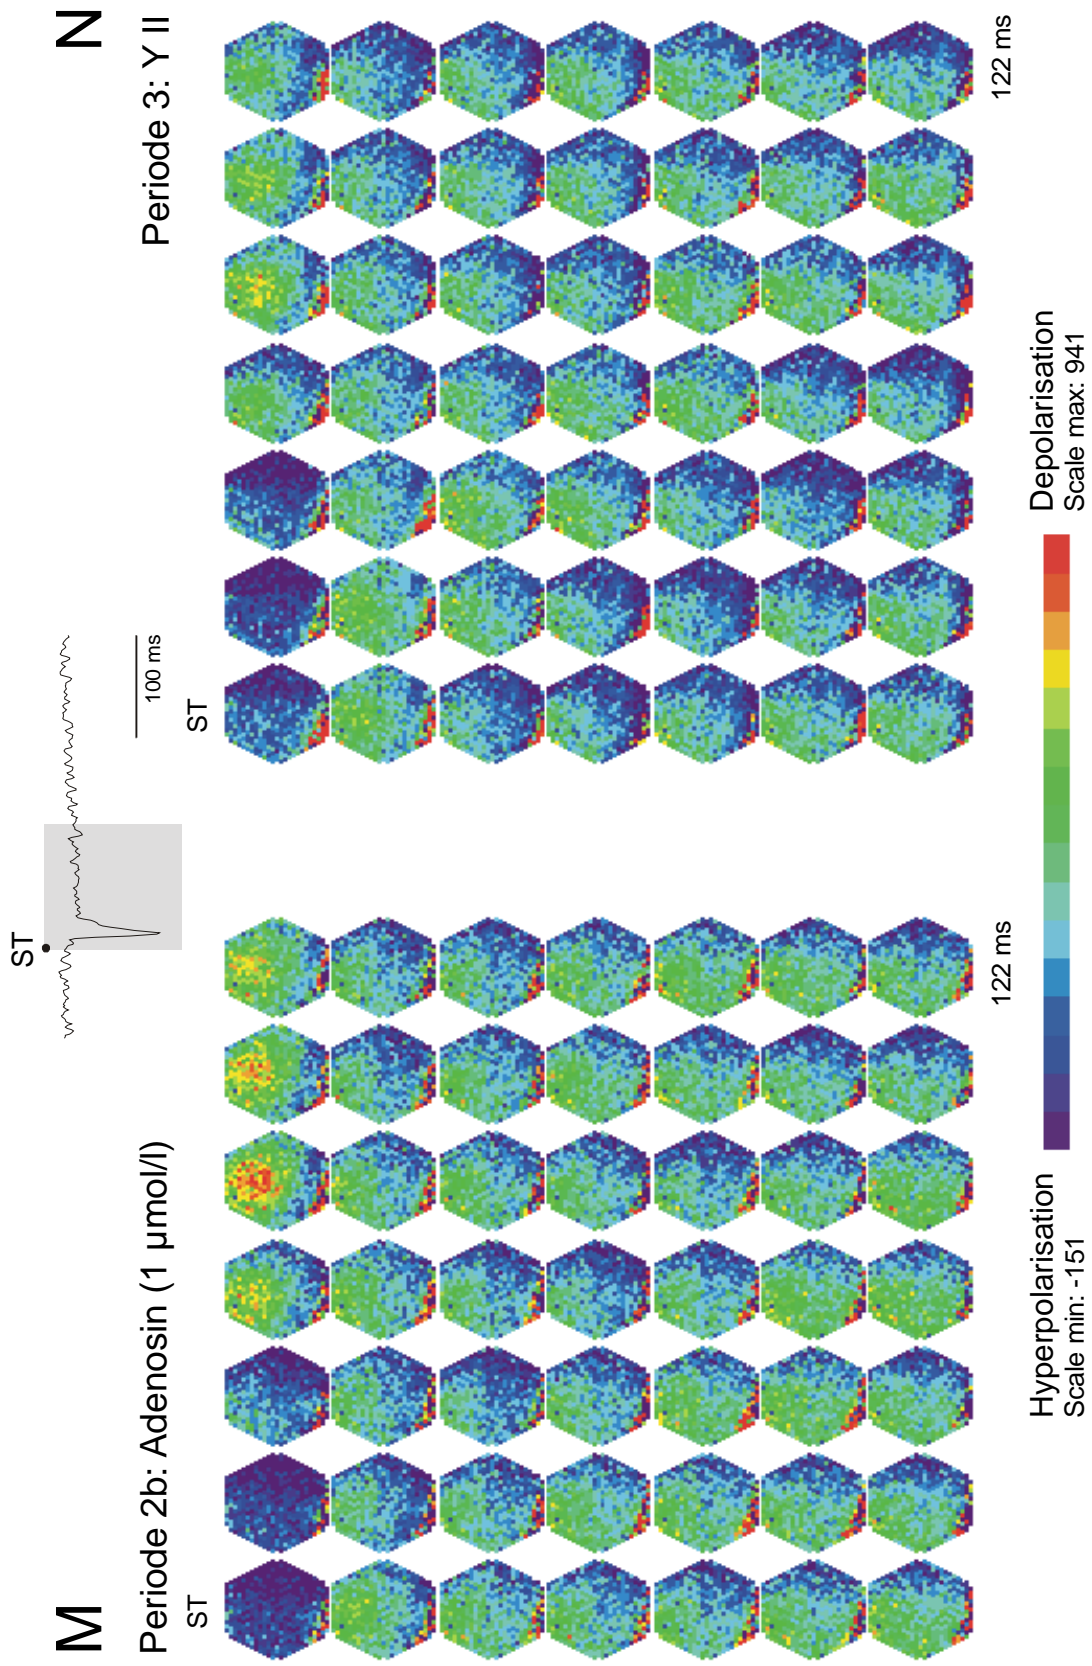 M
N
Periode 2b: Adenosin (1 µmol/l)
Periode 3: Y II
ST
100 ms
ST
ST
122 ms
122 ms
Hyperpolarisation
Scale min: -151
Depolarisation
Scale max: 941